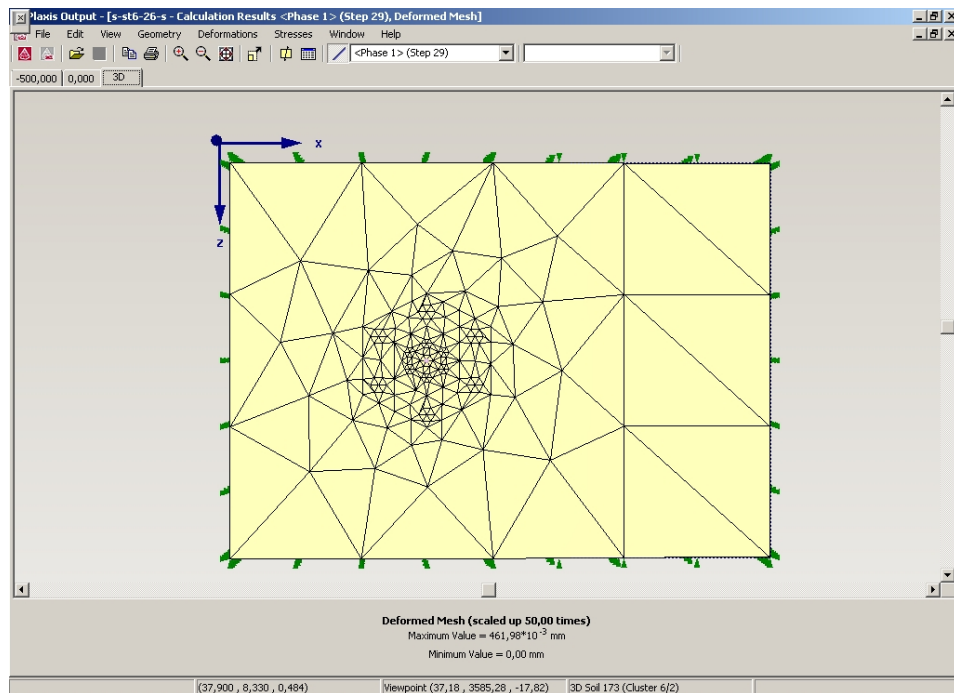 Plaxis Output - [s-st6-26-s - Calculation Results <Phase 1> (Step 29), Deformed Mesh]
File Edit View Geometry Deformations Stresses Window Help
<Phase 1> (Step 29)
-500,000 0,000 3D
x
z
Deformed Mesh (scaled up 50,00 times)
Maximum Value = 461,98*10⁻³ mm
Minimum Value = 0,00 mm
(37,900 , 8,330 , 0,484) Viewpoint (37,18 , 3585,28 , -17,82) 3D Soil 173 (Cluster 6/2)